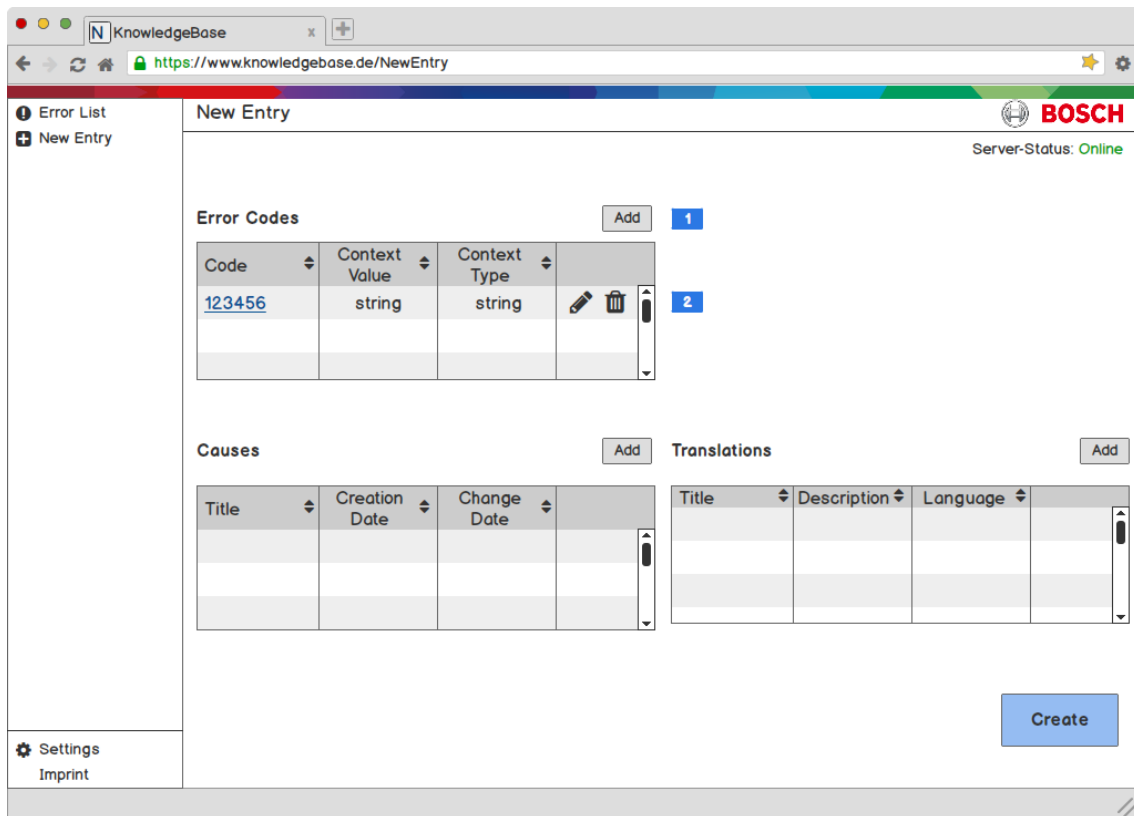 N KnowledgeBase x
https://www.knowledgebase.de/NewEntry
Error List
New Entry
New Entry
BOSCH
Server-Status: Online
Error Codes
Add
1
Code
Context Value
Context Type
123456
string
string
2
Causes
Add
Title
Creation Date
Change Date
Translations
Add
Title
Description
Language
Create
Settings
Imprint